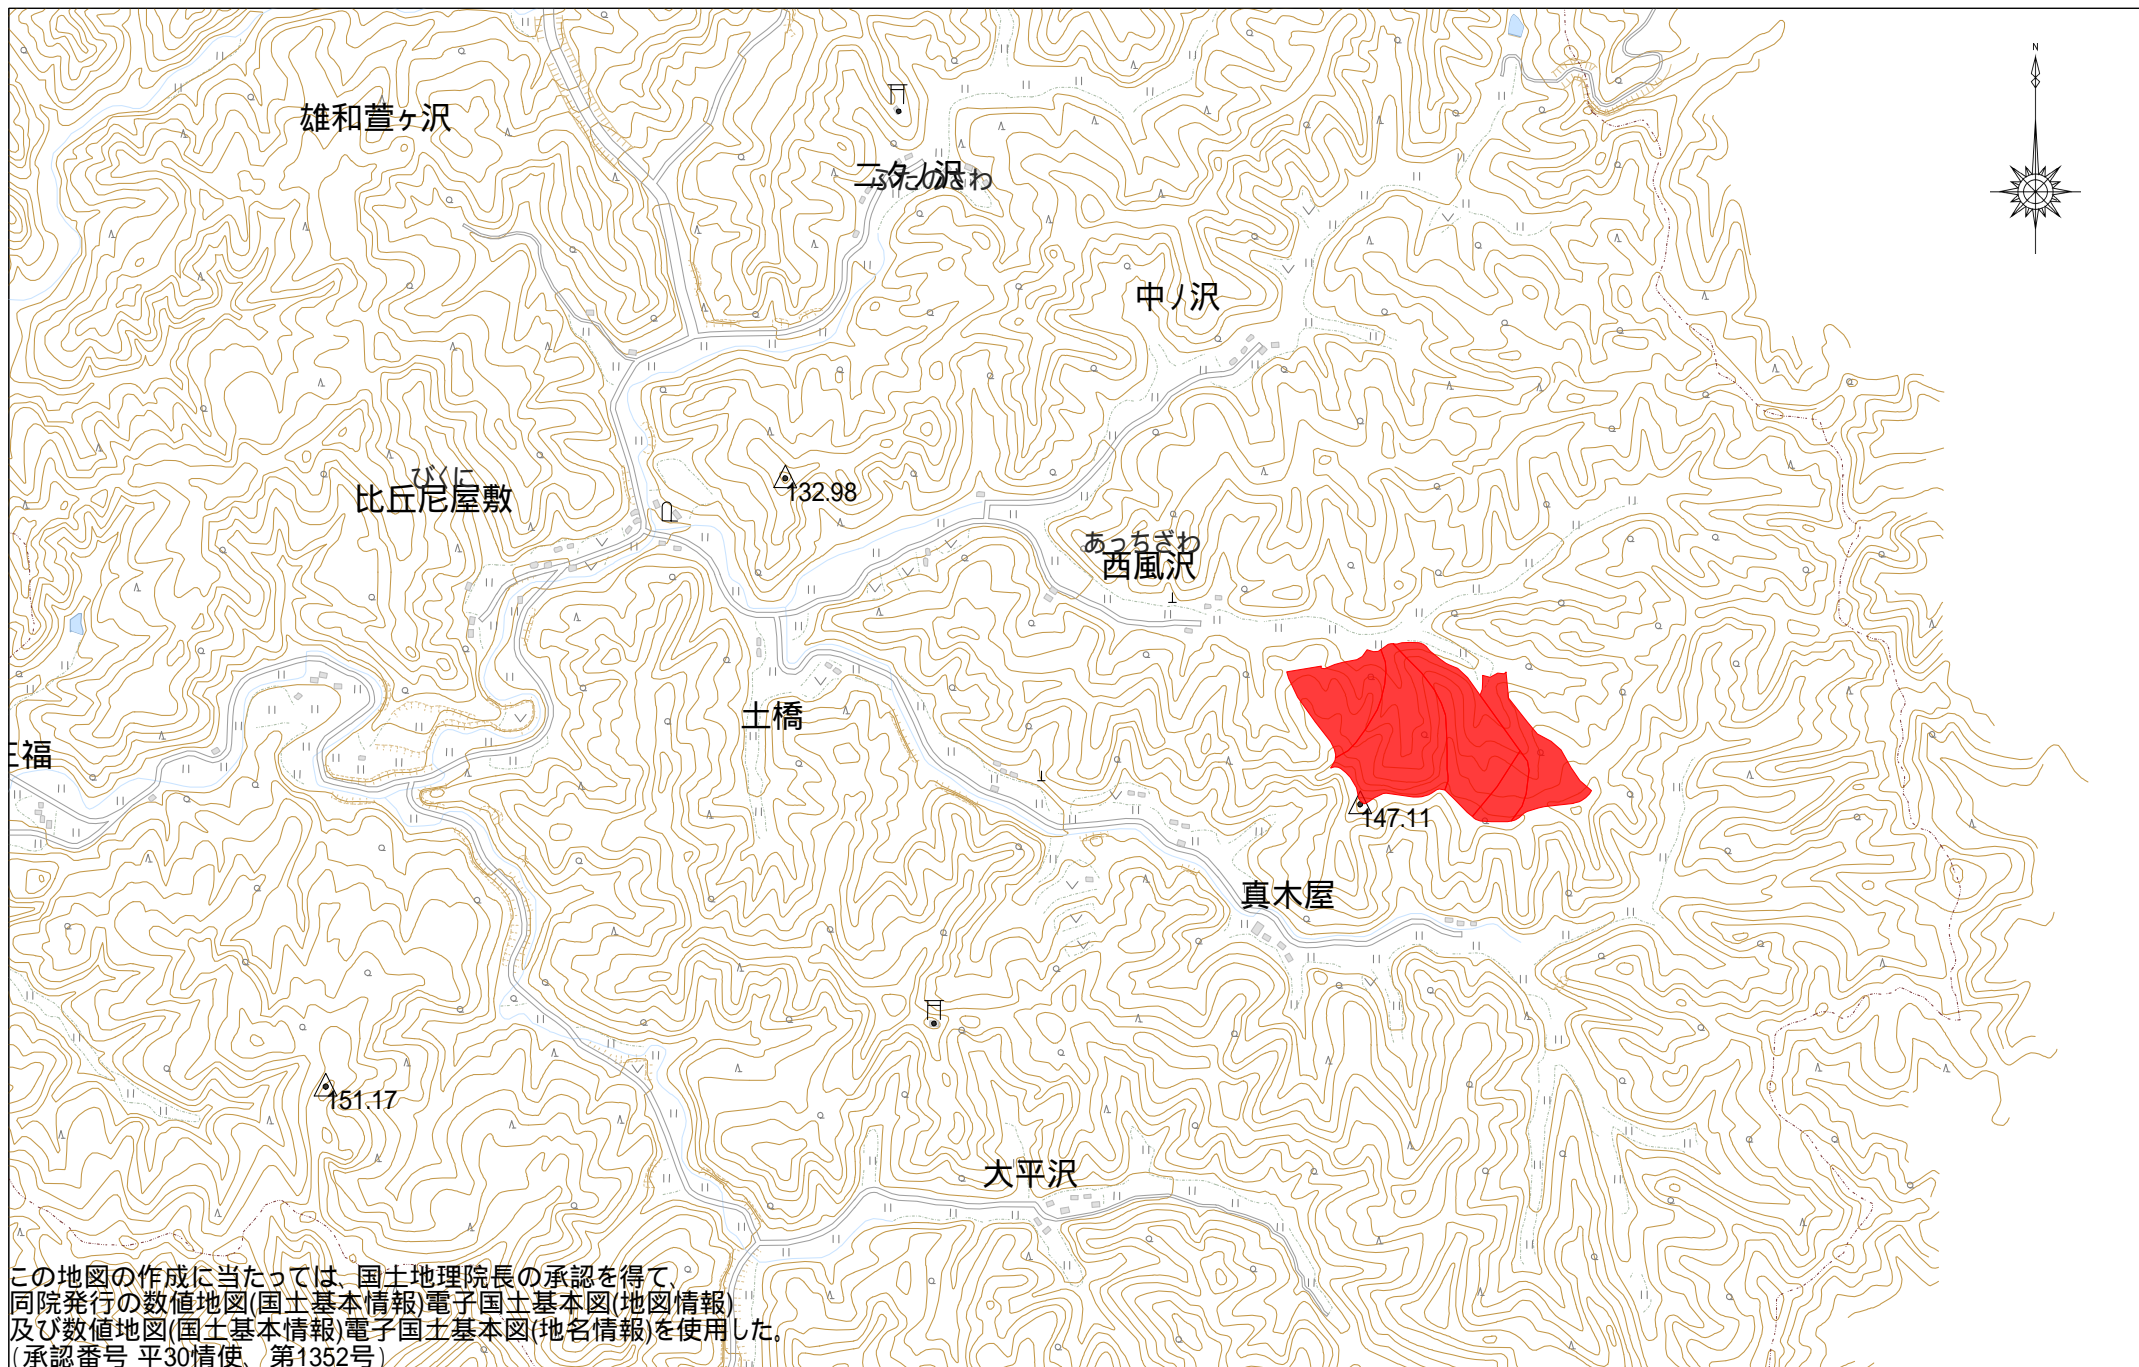 N
雄和萱ヶ沢
二タノ沢
ふたのさわ
中ノ沢
びくに
比丘尼屋敷
132.98
あっちざわ
西風沢
土橋
147.11
真木屋
151.17
大平沢
この地図の作成に当たっては、国土地理院長の承認を得て、
同院発行の数値地図(国土基本情報)電子国土基本図(地図情報)
及び数値地図(国土基本情報)電子国土基本図(地名情報)を使用した。
(承認番号 平30情使、 第1352号)